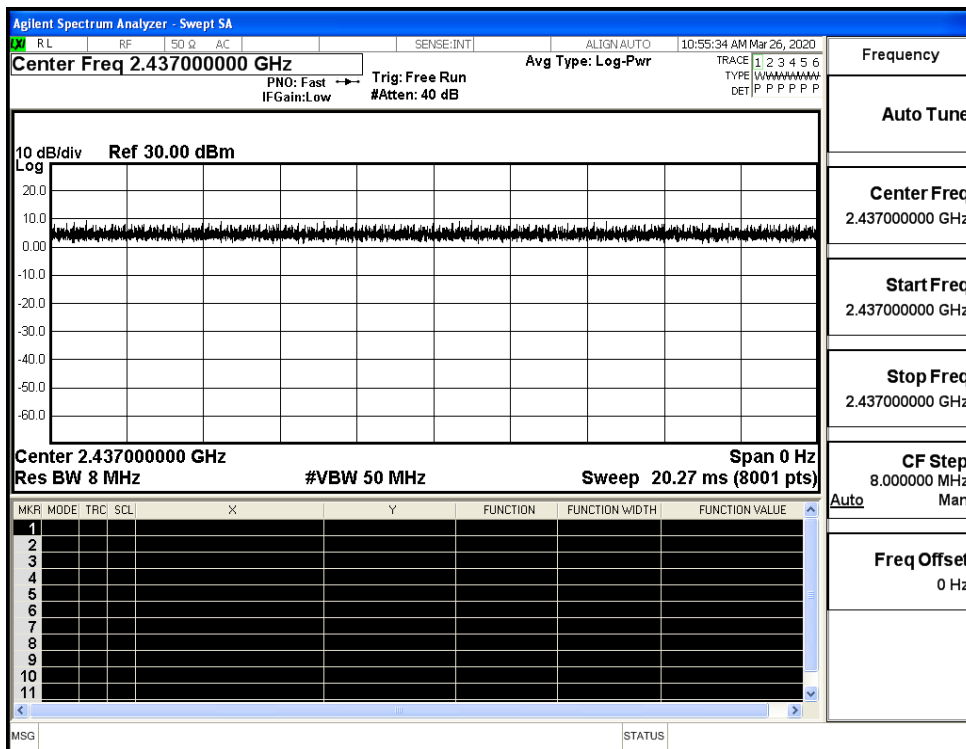 Agilent Spectrum Analyzer - Swept SA
LXI RL RF 50 Ω AC SENSE:INT ALIGN AUTO 10:55:34 AM Mar 26, 2020
Center Freq 2.437000000 GHz
PNO: Fast
IFGain:Low
Trig: Free Run
#Atten: 40 dB
Avg Type: Log-Pwr
TRACE 1 2 3 4 5 6
TYPE WWWWWW
DET P P P P P P
10 dB/div Ref 30.00 dBm
Log
20.0
10.0
0.00
-10.0
-20.0
-30.0
-40.0
-50.0
-60.0
Center 2.437000000 GHz Span 0 Hz
Res BW 8 MHz #VBW 50 MHz Sweep 20.27 ms (8001 pts)
MKR MODE TRC SCL X Y FUNCTION FUNCTION WIDTH FUNCTION VALUE
1
2
3
4
5
6
7
8
9
10
11
MSG STATUS
Frequency
Auto Tune
Center Freq
2.437000000 GHz
Start Freq
2.437000000 GHz
Stop Freq
2.437000000 GHz
CF Step
8.000000 MHz
Auto Man
Freq Offset
0 Hz